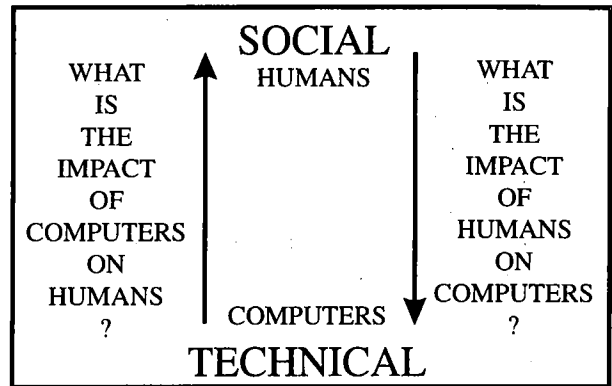 SOCIAL
HUMANS
WHAT
IS
THE
IMPACT
OF
COMPUTERS
ON
HUMANS
?
WHAT
IS
THE
IMPACT
OF
HUMANS
ON
COMPUTERS
?
COMPUTERS
TECHNICAL